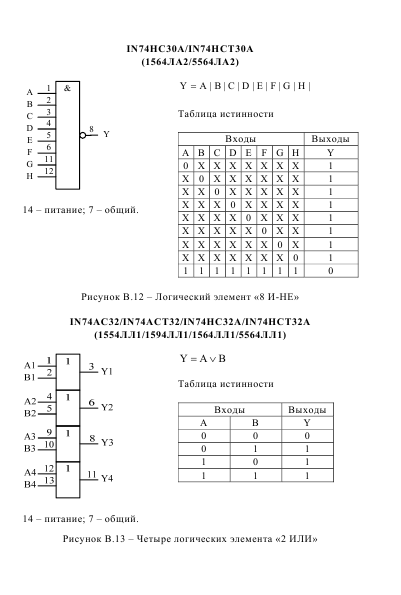 IN74HC30A/IN74HCT30A
(1564ЛА2/5564ЛА2)
&
A 1
B 2
C 3
D 4
E 5
F 6
G 11
H 12
8 Y
Y = A | B | C | D | E | F | G | H |
Таблица истинности
Входы Выходы
A B C D E F G H Y
0 X X X X X X X 1
X 0 X X X X X X 1
X X 0 X X X X X 1
X X X 0 X X X X 1
X X X X 0 X X X 1
X X X X X 0 X X 1
X X X X X X 0 X 1
X X X X X X X 0 1
1 1 1 1 1 1 1 1 0
14 – питание; 7 – общий.
Рисунок В.12 – Логический элемент «8 И-НЕ»
IN74AC32/IN74ACT32/IN74HC32A/IN74HCT32A
(1554ЛЛ1/1594ЛЛ1/1564ЛЛ1/5564ЛЛ1)
A1 1 1 3 Y1
B1 2
A2 4 1 6 Y2
B2 5
A3 9 1 8 Y3
B3 10
A4 12 1 11 Y4
B4 13
Y = A ∨ B
Таблица истинности
Входы Выходы
A B Y
0 0 0
0 1 1
1 0 1
1 1 1
14 – питание; 7 – общий.
Рисунок В.13 – Четыре логических элемента «2 ИЛИ»